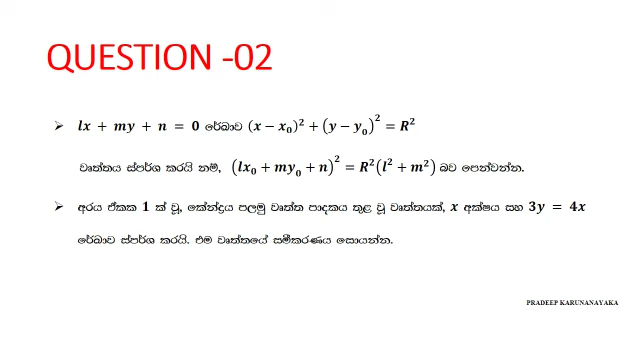 QUESTION -02
➢ lx + my + n = 0 රේඛාව (x − x₀)² + (y − y₀)² = R²
වෘත්තය ස්පර්ශ කරයි නම්, (lx₀ + my₀ + n)² = R²(l² + m²) බව පෙන්වන්න.
➢ අරය ඒකක 1 ක් වූ, කේන්ද්‍රය පලමු වෘත්ත පාදකය තුළ වූ වෘත්තයක්, x අක්ෂය සහ 3y = 4x
රේඛාව ස්පර්ශ කරයි. එම වෘත්තයේ සමීකරණය සොයන්න.
PRADEEP KARUNANAYAKA